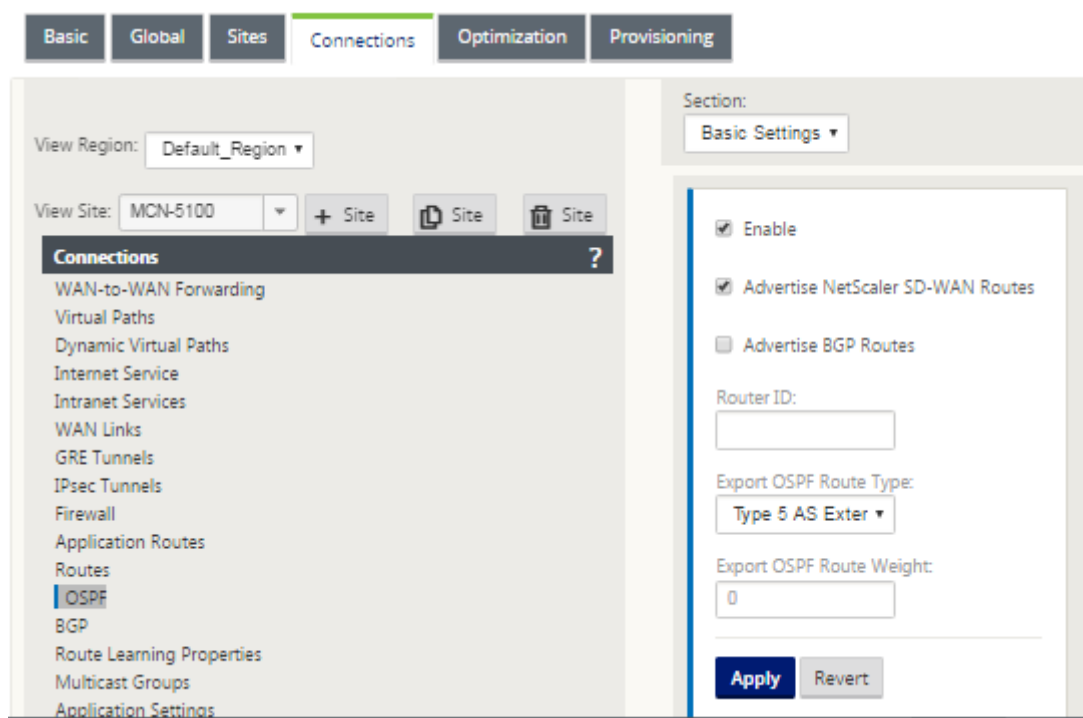 Basic Global Sites Connections Optimization Provisioning
Section:
Basic Settings
View Region: Default_Region
View Site: MCN-5100 + Site Site Site
Connections ?
WAN-to-WAN Forwarding
Virtual Paths
Dynamic Virtual Paths
Internet Service
Intranet Services
WAN Links
GRE Tunnels
IPsec Tunnels
Firewall
Application Routes
Routes
OSPF
BGP
Route Learning Properties
Multicast Groups
Application Settings
Enable
Advertise NetScaler SD-WAN Routes
Advertise BGP Routes
Router ID:
Export OSPF Route Type:
Type 5 AS Exter
Export OSPF Route Weight:
0
Apply Revert